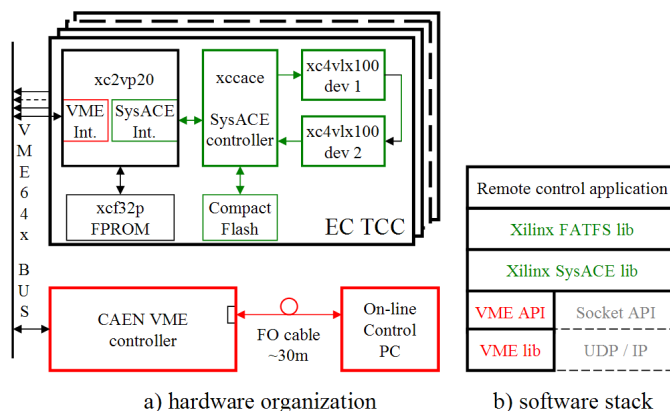 xc2vp20
VME
Int.
SysACE
Int.
xccace
SysACE
controller
xc4vlx100
dev 1
xc4vlx100
dev 2
xcf32p
FPROM
Compact
Flash
EC TCC
VME64x BUS
CAEN VME
controller
FO cable
~30m
On-line
Control
PC
a) hardware organization
Remote control application
Xilinx FATFS lib
Xilinx SysACE lib
VME API
Socket API
VME lib
UDP / IP
b) software stack